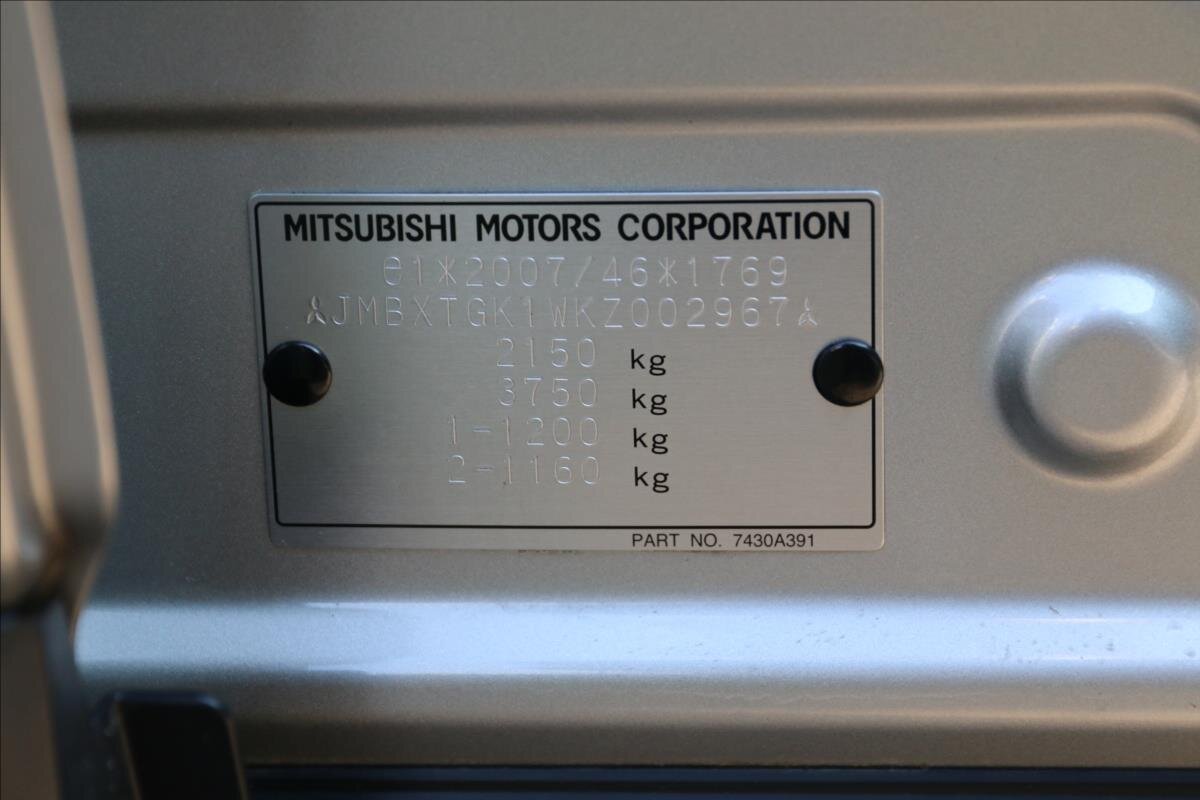 MITSUBISHI MOTORS CORPORATION
e1*2007/46*1769
JMBXTGK1WKZ002967
2150 kg
3750 kg
1-1200 kg
2-1160 kg
PART NO. 7430A391